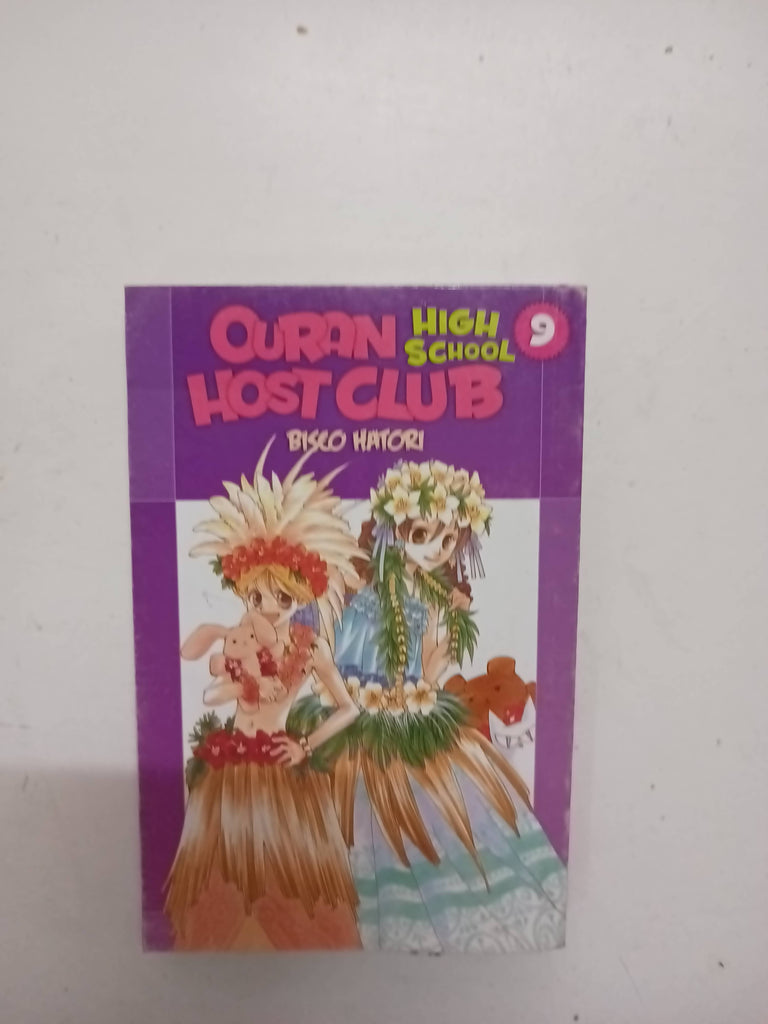 OURAN HIGH SCHOOL 9
HOST CLUB
BISCO HATORI